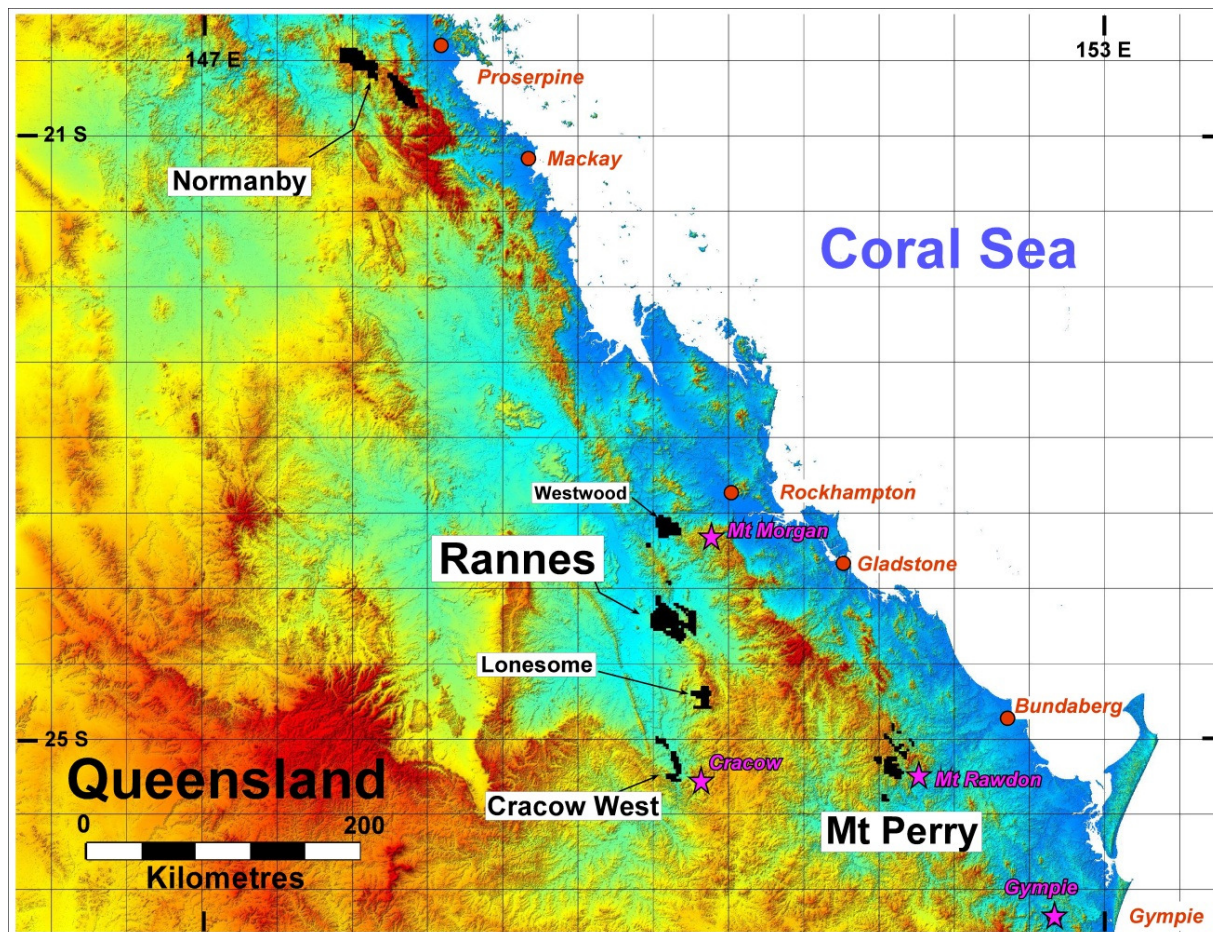 147 E
153 E
Proserpine
21 S
Mackay
Normanby
Coral Sea
Westwood
Rockhampton
Mt Morgan
Rannes
Gladstone
Lonesome
Bundaberg
25 S
Cracow
Mt Rawdon
Queensland
Cracow West
0 200
Mt Perry
Kilometres
Gympie
Gympie